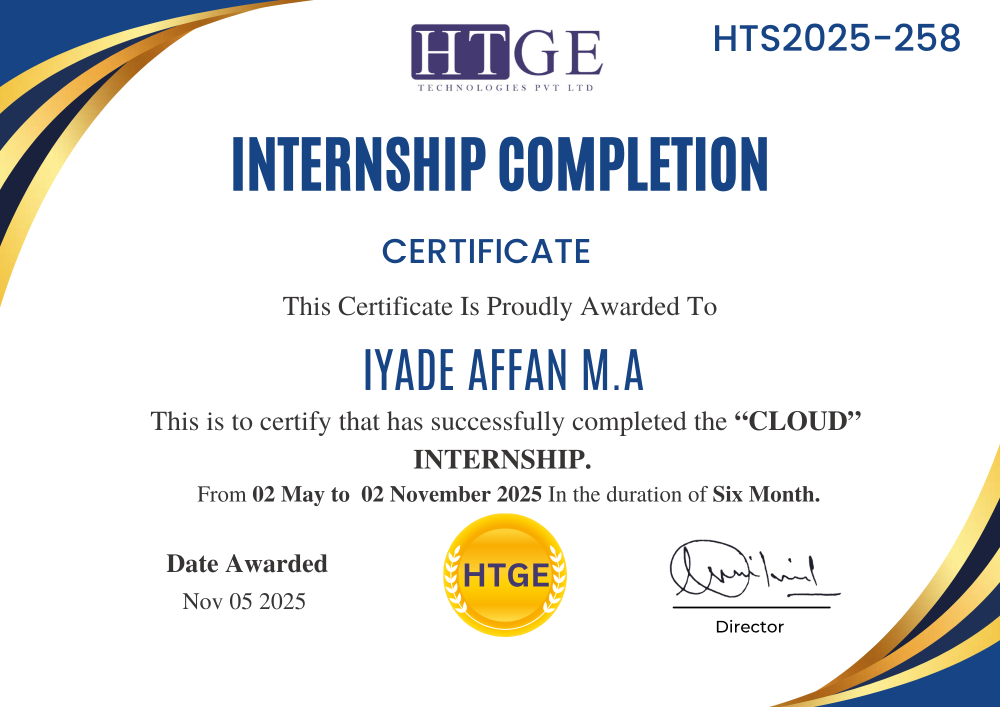 HTGE
TECHNOLOGIES PVT LTD
HTS2025-258
INTERNSHIP COMPLETION
CERTIFICATE
This Certificate Is Proudly Awarded To
IYADE AFFAN M.A
This is to certify that has successfully completed the “CLOUD”
INTERNSHIP.
From 02 May to  02 November 2025 In the duration of Six Month.
Date Awarded
Nov 05 2025
HTGE
Director